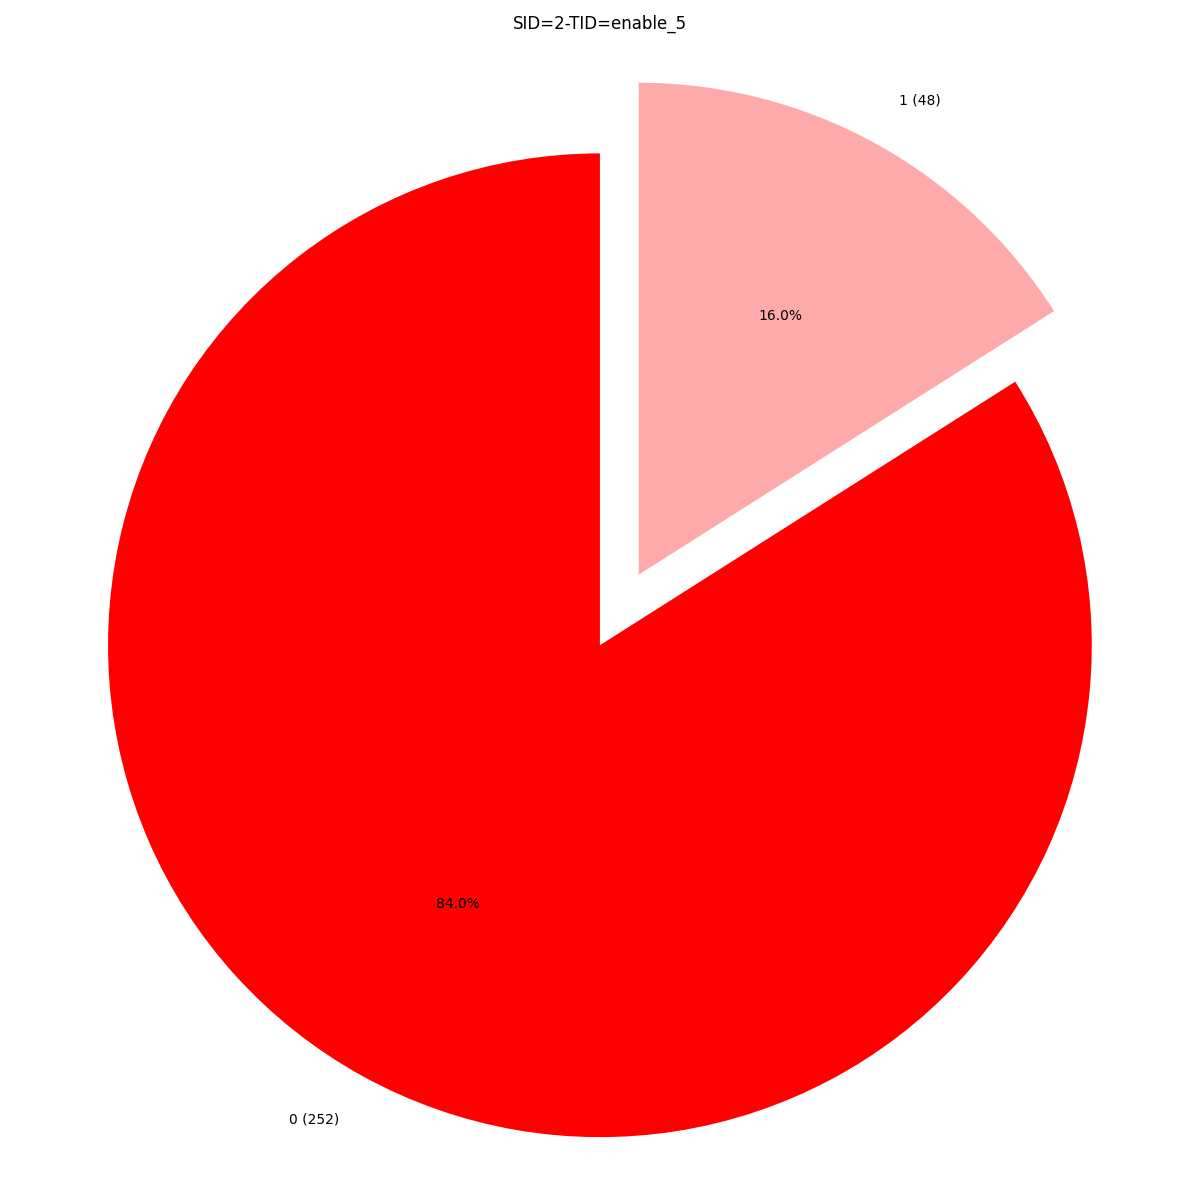 SID=2-TID=enable_5
1 (48)
16.0%
84.0%
0 (252)